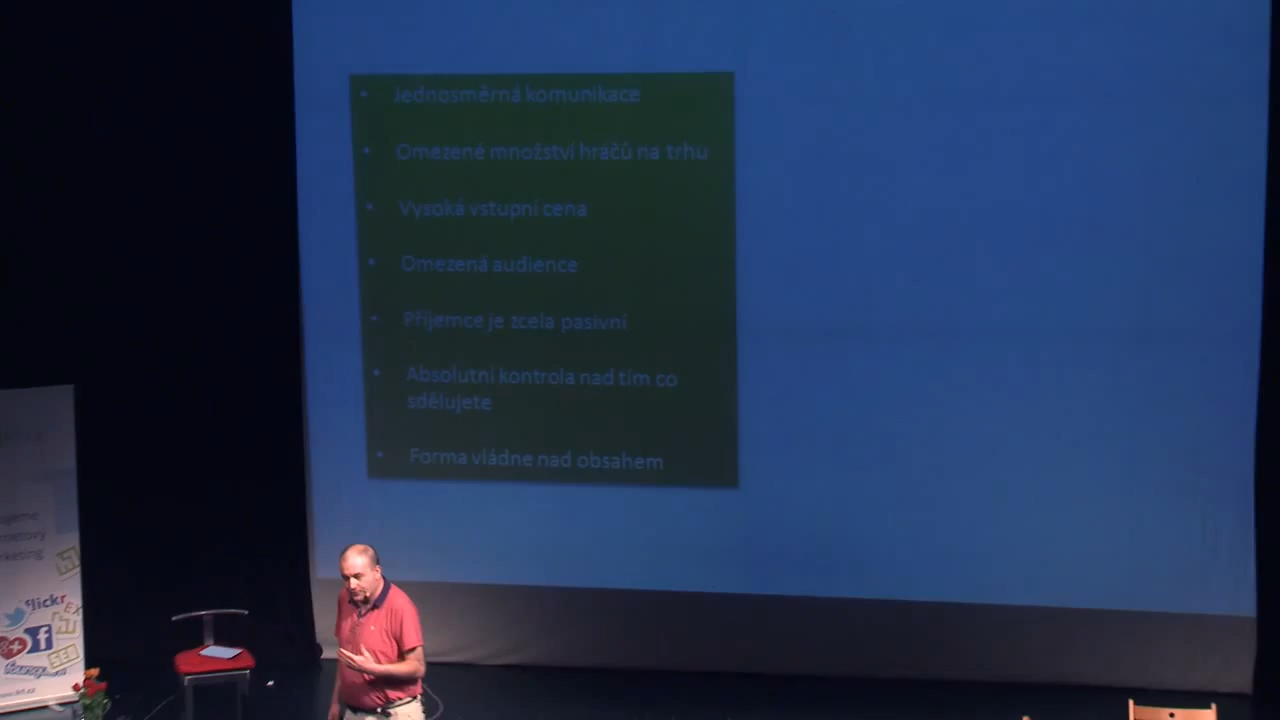 • Jednosměrná komunikace
• Omezené množství hráčů na trhu
• Vysoká vstupní cena
• Omezená audience
• Příjemce je zcela pasivní
• Absolutní kontrola nad tím co
sdělujete
• Forma vládne nad obsahem
flickr
f